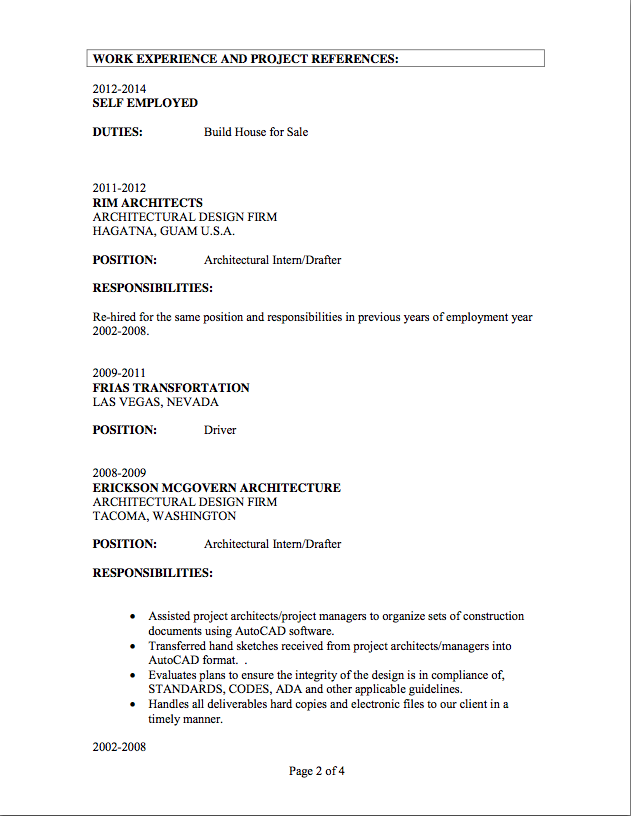 WORK EXPERIENCE AND PROJECT REFERENCES:
2012-2014
SELF EMPLOYED
DUTIES: Build House for Sale
2011-2012
RIM ARCHITECTS
ARCHITECTURAL DESIGN FIRM
HAGATNA, GUAM U.S.A.
POSITION: Architectural Intern/Drafter
RESPONSIBILITIES:
Re-hired for the same position and responsibilities in previous years of employment year
2002-2008.
2009-2011
FRIAS TRANSFORTATION
LAS VEGAS, NEVADA
POSITION: Driver
2008-2009
ERICKSON MCGOVERN ARCHITECTURE
ARCHITECTURAL DESIGN FIRM
TACOMA, WASHINGTON
POSITION: Architectural Intern/Drafter
RESPONSIBILITIES:
• Assisted project architects/project managers to organize sets of construction
documents using AutoCAD software.
• Transferred hand sketches received from project architects/managers into
AutoCAD format. .
• Evaluates plans to ensure the integrity of the design is in compliance of,
STANDARDS, CODES, ADA and other applicable guidelines.
• Handles all deliverables hard copies and electronic files to our client in a
timely manner.
2002-2008
Page 2 of 4